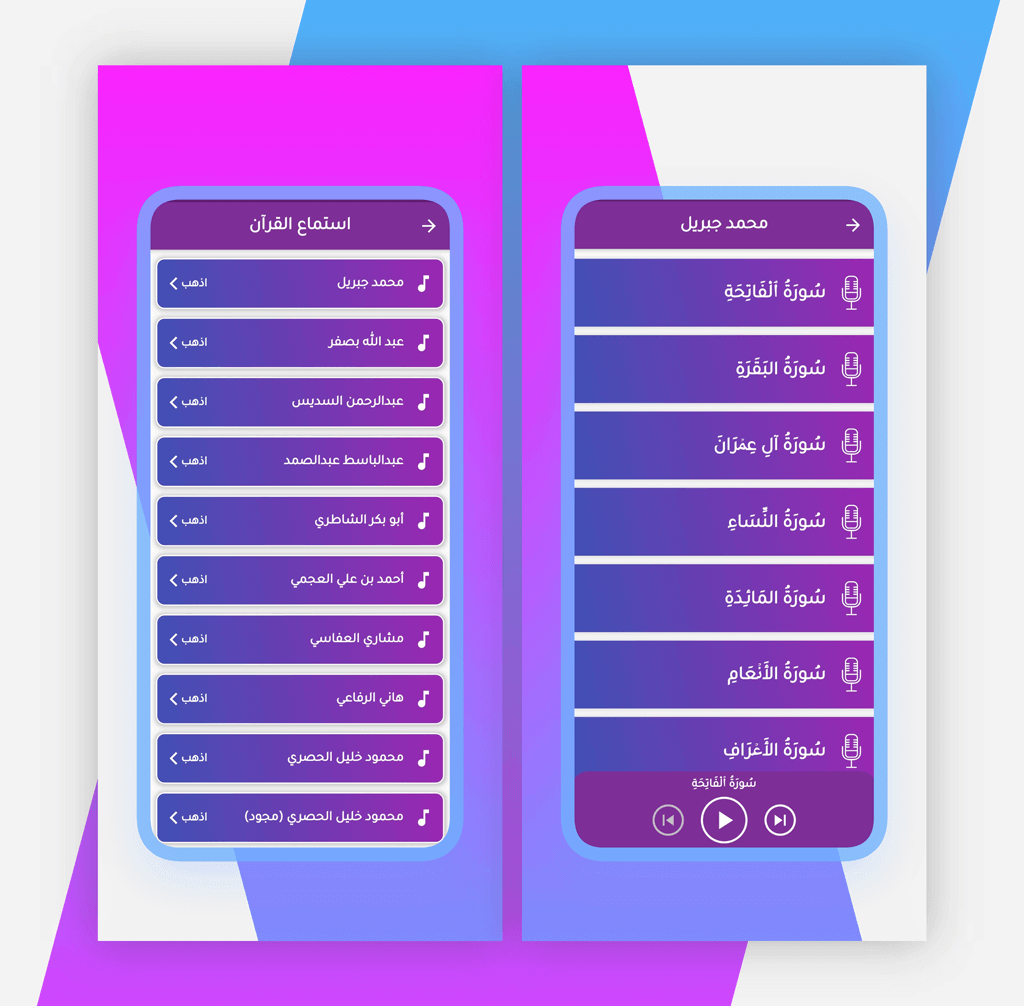 استماع القرآن
محمد جبريل اذهب
عبد الله بصفر اذهب
عبدالرحمن السديس اذهب
عبدالباسط عبدالصمد اذهب
أبو بكر الشاطري اذهب
أحمد بن علي العجمي اذهب
مشاري العفاسي اذهب
هاني الرفاعي اذهب
محمود خليل الحصري اذهب
محمود خليل الحصري (مجود) اذهب
محمد جبريل
سُورَةُ ٱلْفَاتِحَةِ
سُورَةُ البَقَرَةِ
سُورَةُ آلِ عِمۡرَانَ
سُورَةُ النِّسَاءِ
سُورَةُ المَائـِدَةِ
سُورَةُ الأَنۡعَامِ
سُورَةُ الأَعۡرَافِ
سُورَةُ ٱلْفَاتِحَةِ